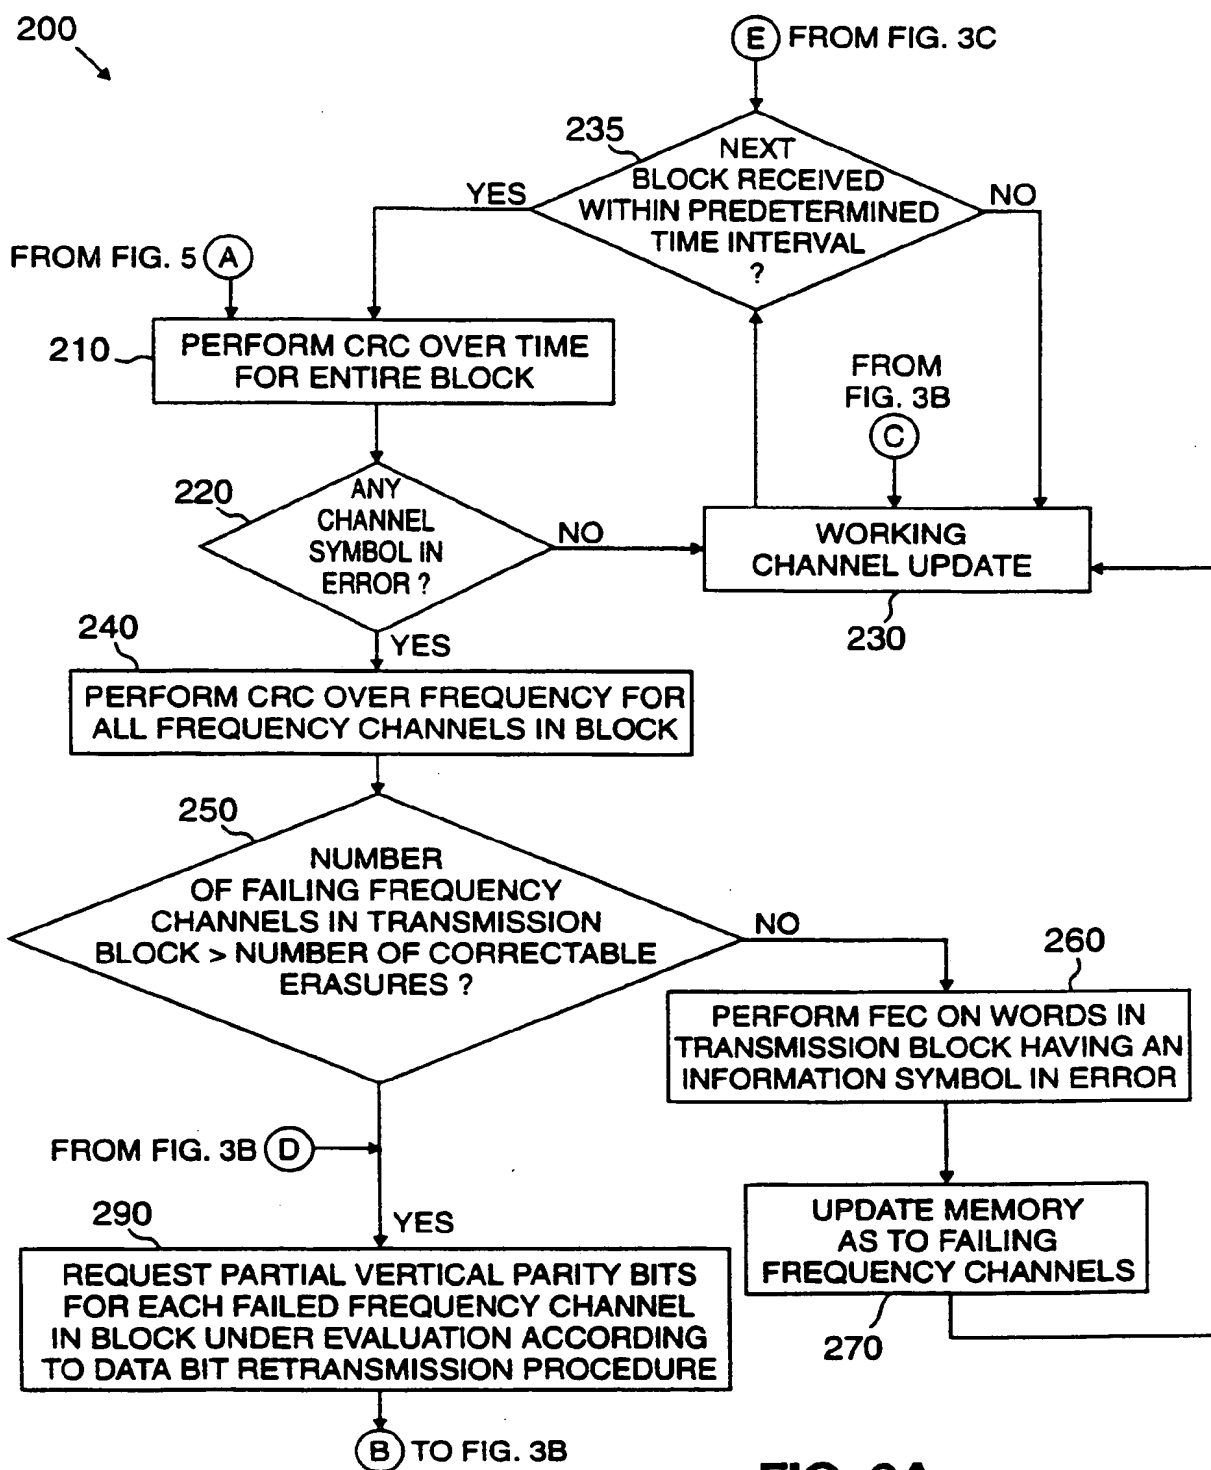 200
E FROM FIG. 3C
235
NEXT
BLOCK RECEIVED
WITHIN PREDETERMINED
TIME INTERVAL
?
YES
NO
FROM FIG. 5 A
210
PERFORM CRC OVER TIME
FOR ENTIRE BLOCK
FROM
FIG. 3B
C
220
ANY
CHANNEL
SYMBOL IN
ERROR ?
NO
WORKING
CHANNEL UPDATE
230
YES
240
PERFORM CRC OVER FREQUENCY FOR
ALL FREQUENCY CHANNELS IN BLOCK
250
NUMBER
OF FAILING FREQUENCY
CHANNELS IN TRANSMISSION
BLOCK > NUMBER OF CORRECTABLE
ERASURES ?
NO
260
PERFORM FEC ON WORDS IN
TRANSMISSION BLOCK HAVING AN
INFORMATION SYMBOL IN ERROR
FROM FIG. 3B D
YES
UPDATE MEMORY
AS TO FAILING
FREQUENCY CHANNELS
270
290
REQUEST PARTIAL VERTICAL PARITY BITS
FOR EACH FAILED FREQUENCY CHANNEL
IN BLOCK UNDER EVALUATION ACCORDING
TO DATA BIT RETRANSMISSION PROCEDURE
B TO FIG. 3B